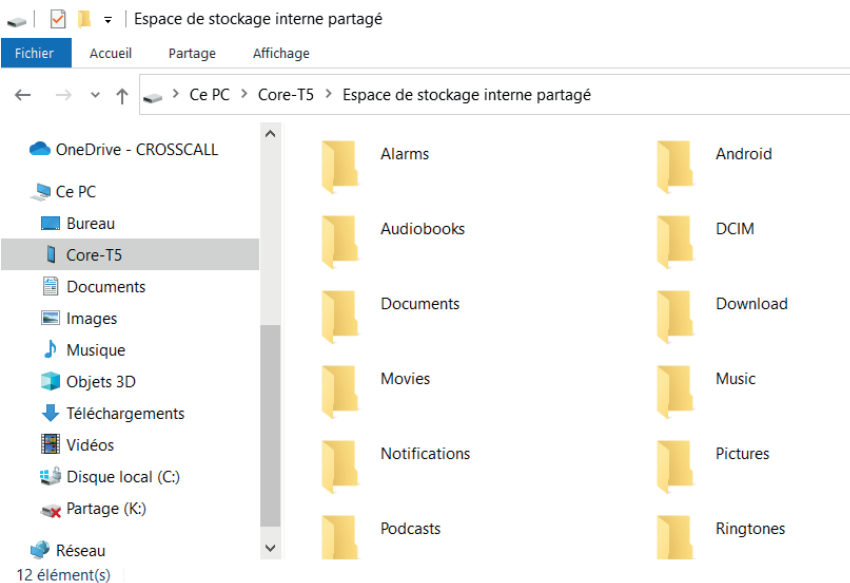 Espace de stockage interne partagé
Fichier Accueil Partage Affichage
Ce PC > Core-T5 > Espace de stockage interne partagé
OneDrive - CROSSCALL
Ce PC
Bureau
Core-T5
Documents
Images
Musique
Objets 3D
Téléchargements
Vidéos
Disque local (C:)
Partage (K:)
Réseau
Alarms Android
Audiobooks DCIM
Documents Download
Movies Music
Notifications Pictures
Podcasts Ringtones
12 élément(s)